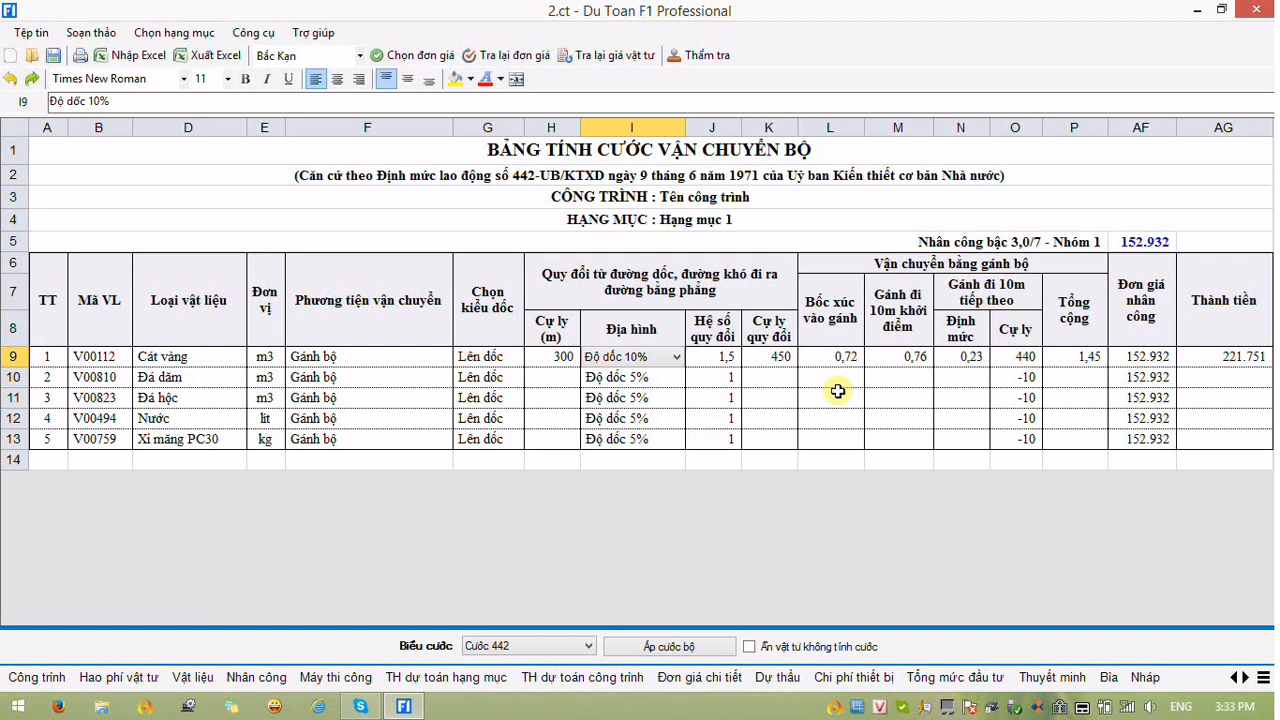 2.ct - Du Toan F1 Professional
Tệp tin Soạn thảo Chọn hạng mục Công cụ Trợ giúp
Nhập Excel Xuất Excel Bắc Kạn Chọn đơn giá Tra lại đơn giá Tra lại giá vật tư Thẩm tra
Times New Roman 11 B I U A
I9 Độ dốc 10%
A B D E F G H I J K L M N O P AF AG
1 BẢNG TÍNH CƯỚC VẬN CHUYỂN BỘ
2 (Căn cứ theo Định mức lao động số 442-UB/KTXD ngày 9 tháng 6 năm 1971 của Uỷ ban Kiến thiết cơ bản Nhà nước)
3 CÔNG TRÌNH : Tên công trình
4 HẠNG MỤC : Hạng mục 1
5 Nhân công bậc 3,0/7 - Nhóm 1 152.932
6 7 8
TT
Mã VL
Loại vật liệu
Đơn
vị
Phương tiện vận chuyển
Chọn
kiểu dốc
Quy đổi từ đường dốc, đường khó đi ra
đường bằng phẳng
Cự ly
(m)
Địa hình
Hệ số
quy đổi
Cự ly
quy đổi
Vận chuyển bằng gánh bộ
Bốc xúc
vào gánh
Gánh đi
10m khởi
điểm
Gánh đi 10m
tiếp theo
Định
mức
Cự ly
Tổng
cộng
Đơn giá
nhân
công
Thành tiền
9 1 V00112 Cát vàng m3 Gánh bộ Lên dốc 300 Độ dốc 10% 1,5 450 0,72 0,76 0,23 440 1,45 152.932 221.751
10 2 V00810 Đá dăm m3 Gánh bộ Lên dốc Độ dốc 5% 1 -10 152.932
11 3 V00823 Đá hộc m3 Gánh bộ Lên dốc Độ dốc 5% 1 -10 152.932
12 4 V00494 Nước lít Gánh bộ Lên dốc Độ dốc 5% 1 -10 152.932
13 5 V00759 Xi măng PC30 kg Gánh bộ Lên dốc Độ dốc 5% 1 -10 152.932
14
Biểu cước Cước 442 Áp cước bộ Ẩn vật tư không tính cước
Công trình Hao phí vật tư Vật liệu Nhân công Máy thi công TH dự toán hạng mục TH dự toán công trình Đơn giá chi tiết Dự thầu Chi phí thiết bị Tổng mức đầu tư Thuyết minh Bìa Nháp
ENG 3:33 PM